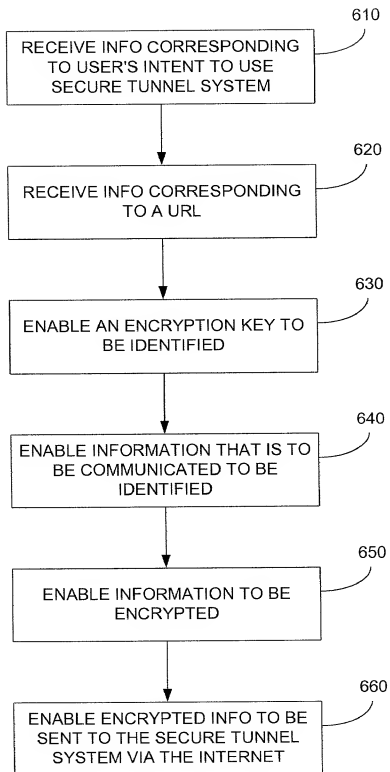 610
RECEIVE INFO CORRESPONDING
TO USER'S INTENT TO USE
SECURE TUNNEL SYSTEM
620
RECEIVE INFO CORRESPONDING
TO A URL
630
ENABLE AN ENCRYPTION KEY TO
BE IDENTIFIED
640
ENABLE INFORMATION THAT IS TO
BE COMMUNICATED TO BE
IDENTIFIED
650
ENABLE INFORMATION TO BE
ENCRYPTED
660
ENABLE ENCRYPTED INFO TO BE
SENT TO THE SECURE TUNNEL
SYSTEM VIA THE INTERNET